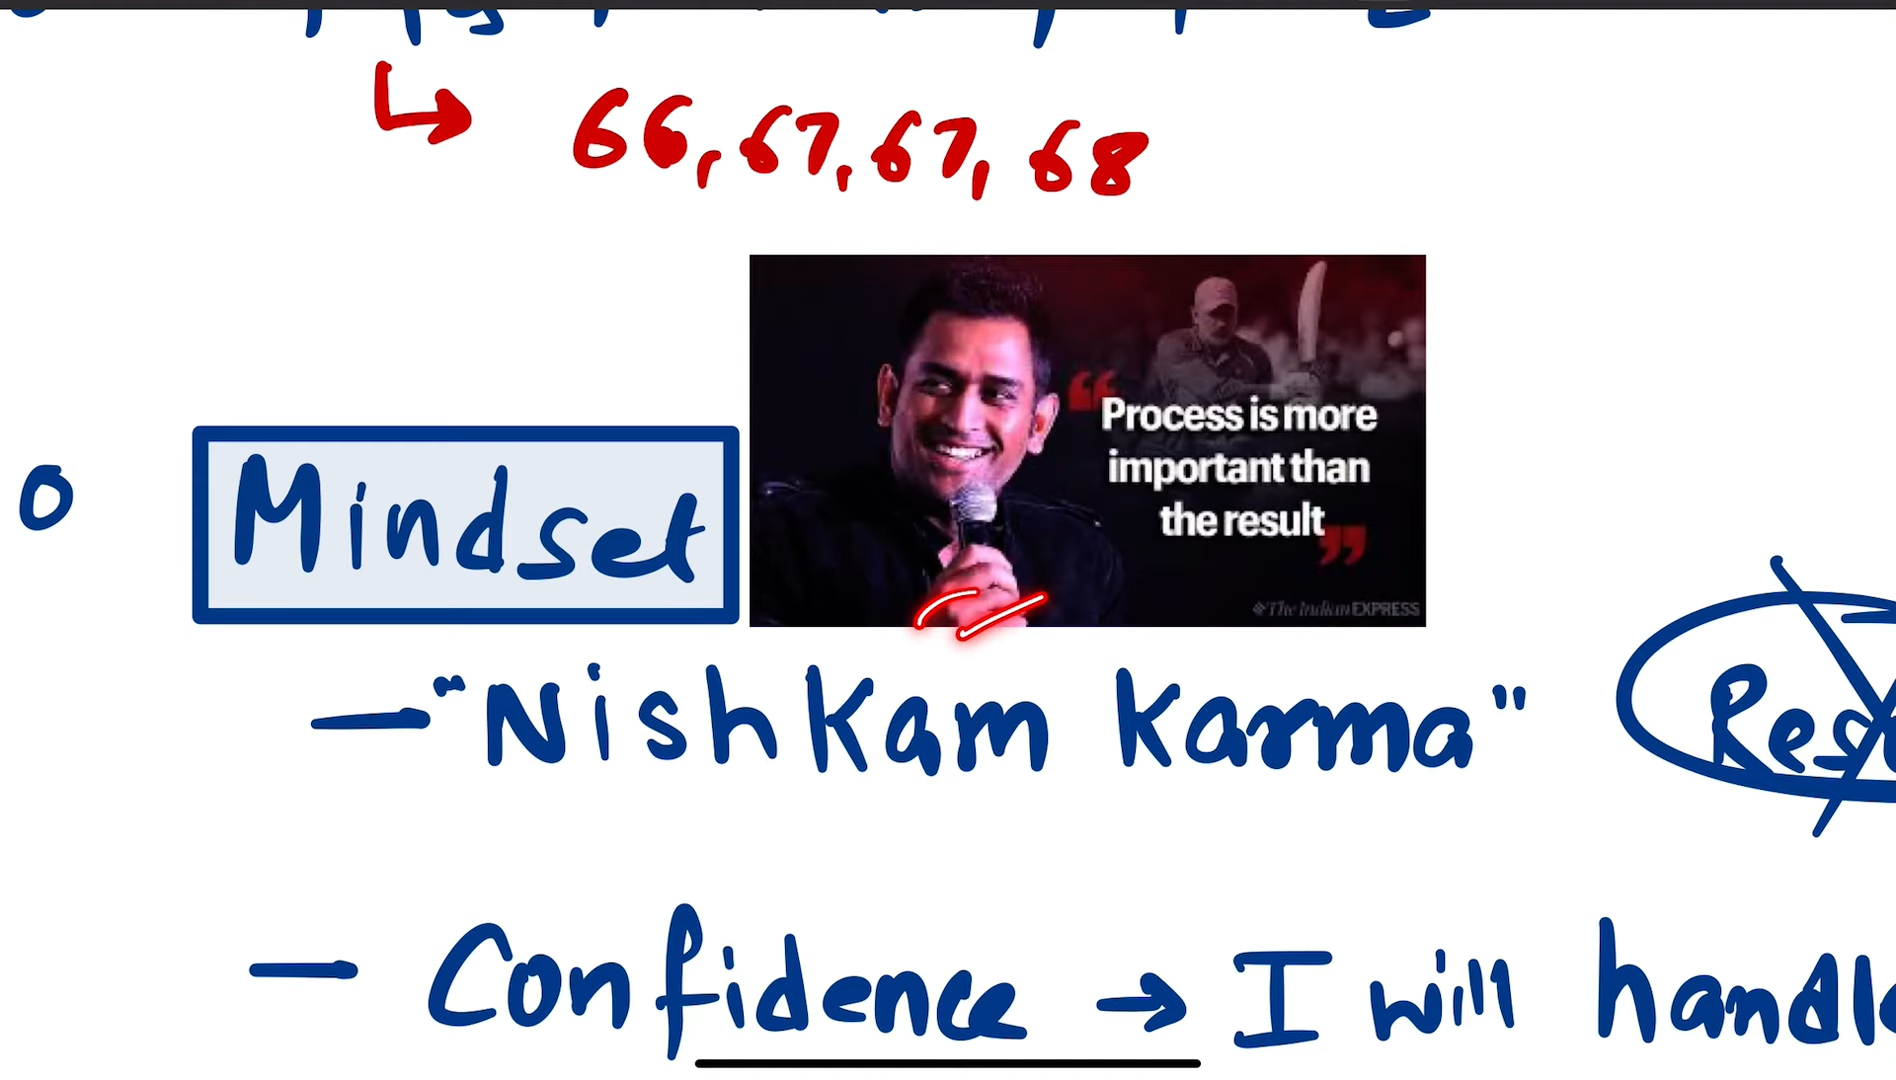 66, 67, 67, 68
“Process is more
important than
the result”
The Indian EXPRESS
o Mindset
— "Nishkam Karma"
— Confidence → I will